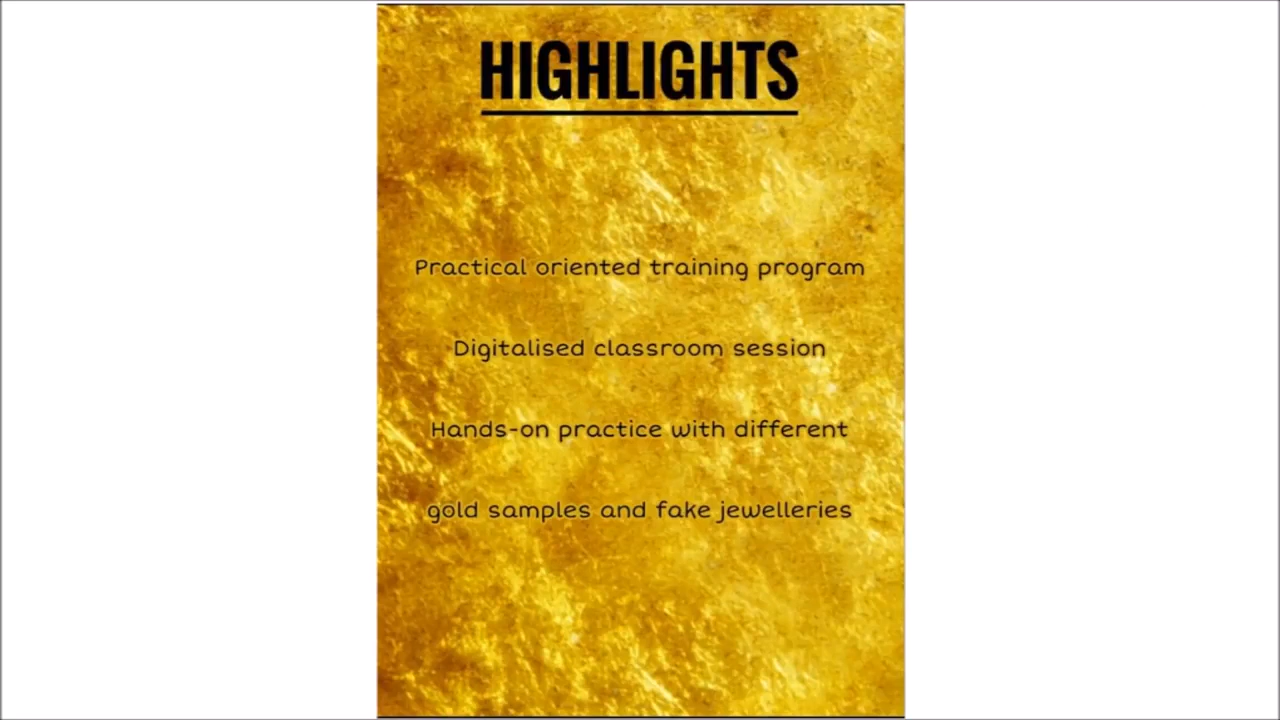 HIGHLIGHTS
Practical oriented training program
Digitalised classroom session
Hands-on practice with different
gold samples and fake jewelleries